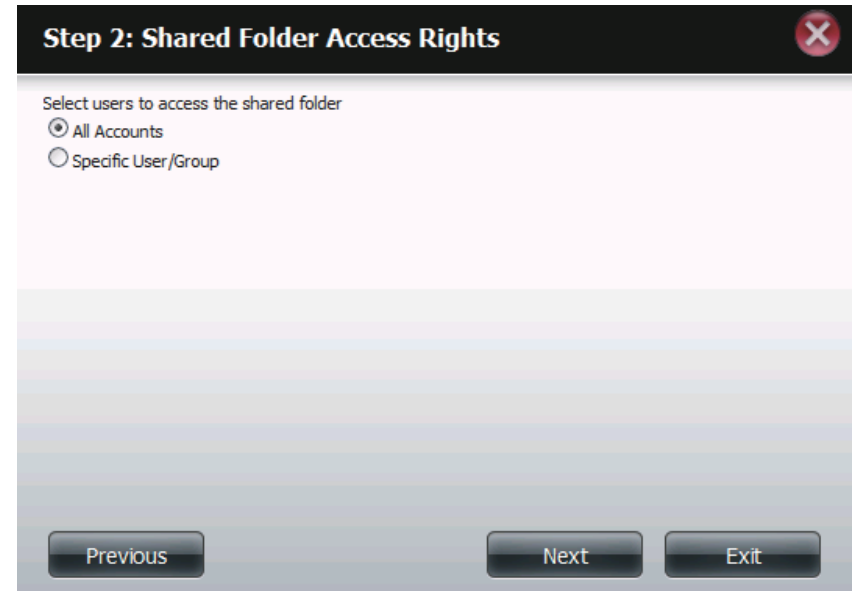 Step 2: Shared Folder Access Rights
Select users to access the shared folder
All Accounts
Specific User/Group
Previous
Next
Exit